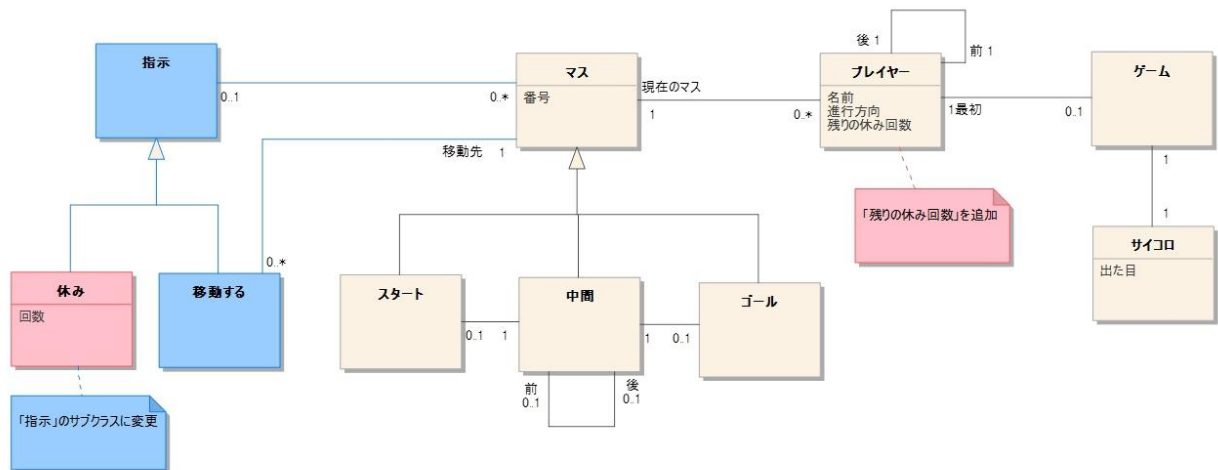 指示
0..1
0..*
マス
番号
現在のマス
1
0..*
プレイヤー
名前
進行方向
残りの休み回数
後 1
前 1
1最初
0..1
ゲーム
1
1
サイコロ
出た目
「残りの休み回数」を追加
移動先 1
0..*
休み
回数
移動する
「指示」のサブクラスに変更
スタート
0..1
1
中間
1
0..1
ゴール
前
0..1
後
0..1